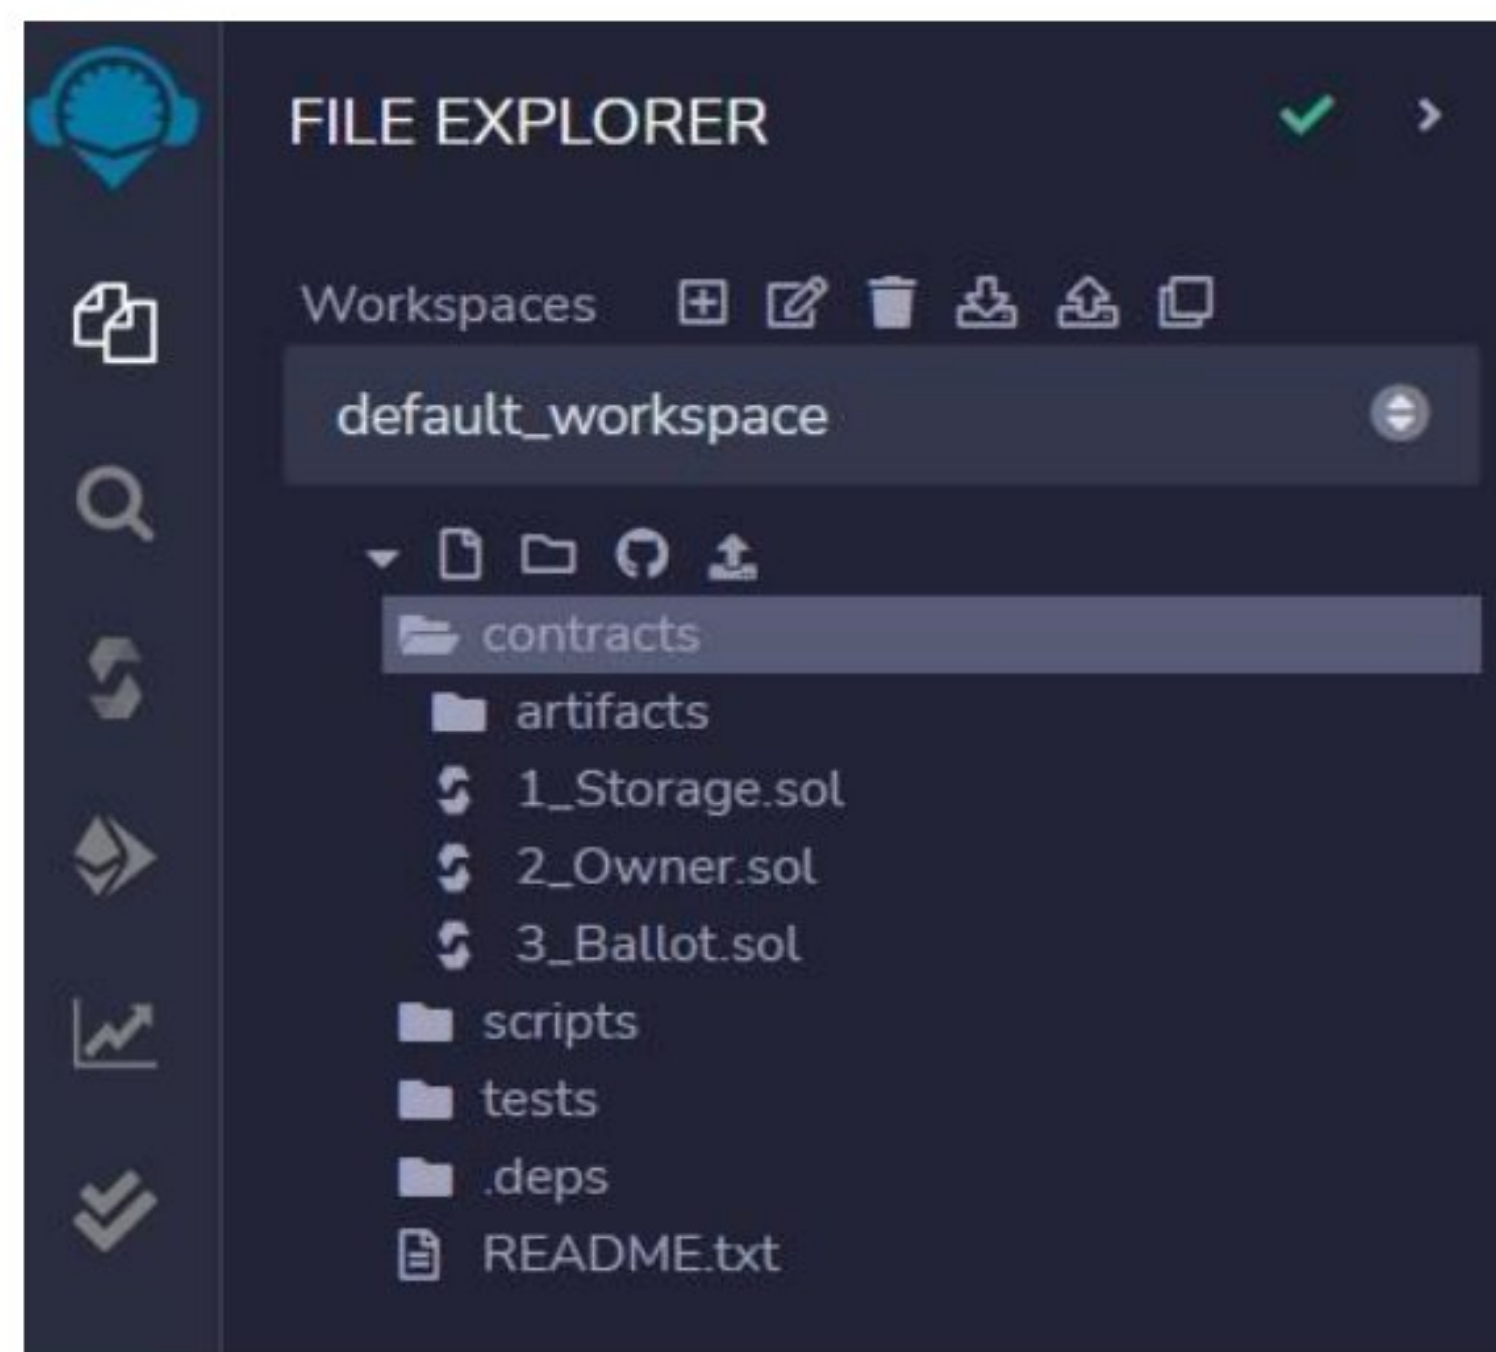 FILE EXPLORER
Workspaces
default_workspace
contracts
artifacts
1_Storage.sol
2_Owner.sol
3_Ballot.sol
scripts
tests
.deps
README.txt